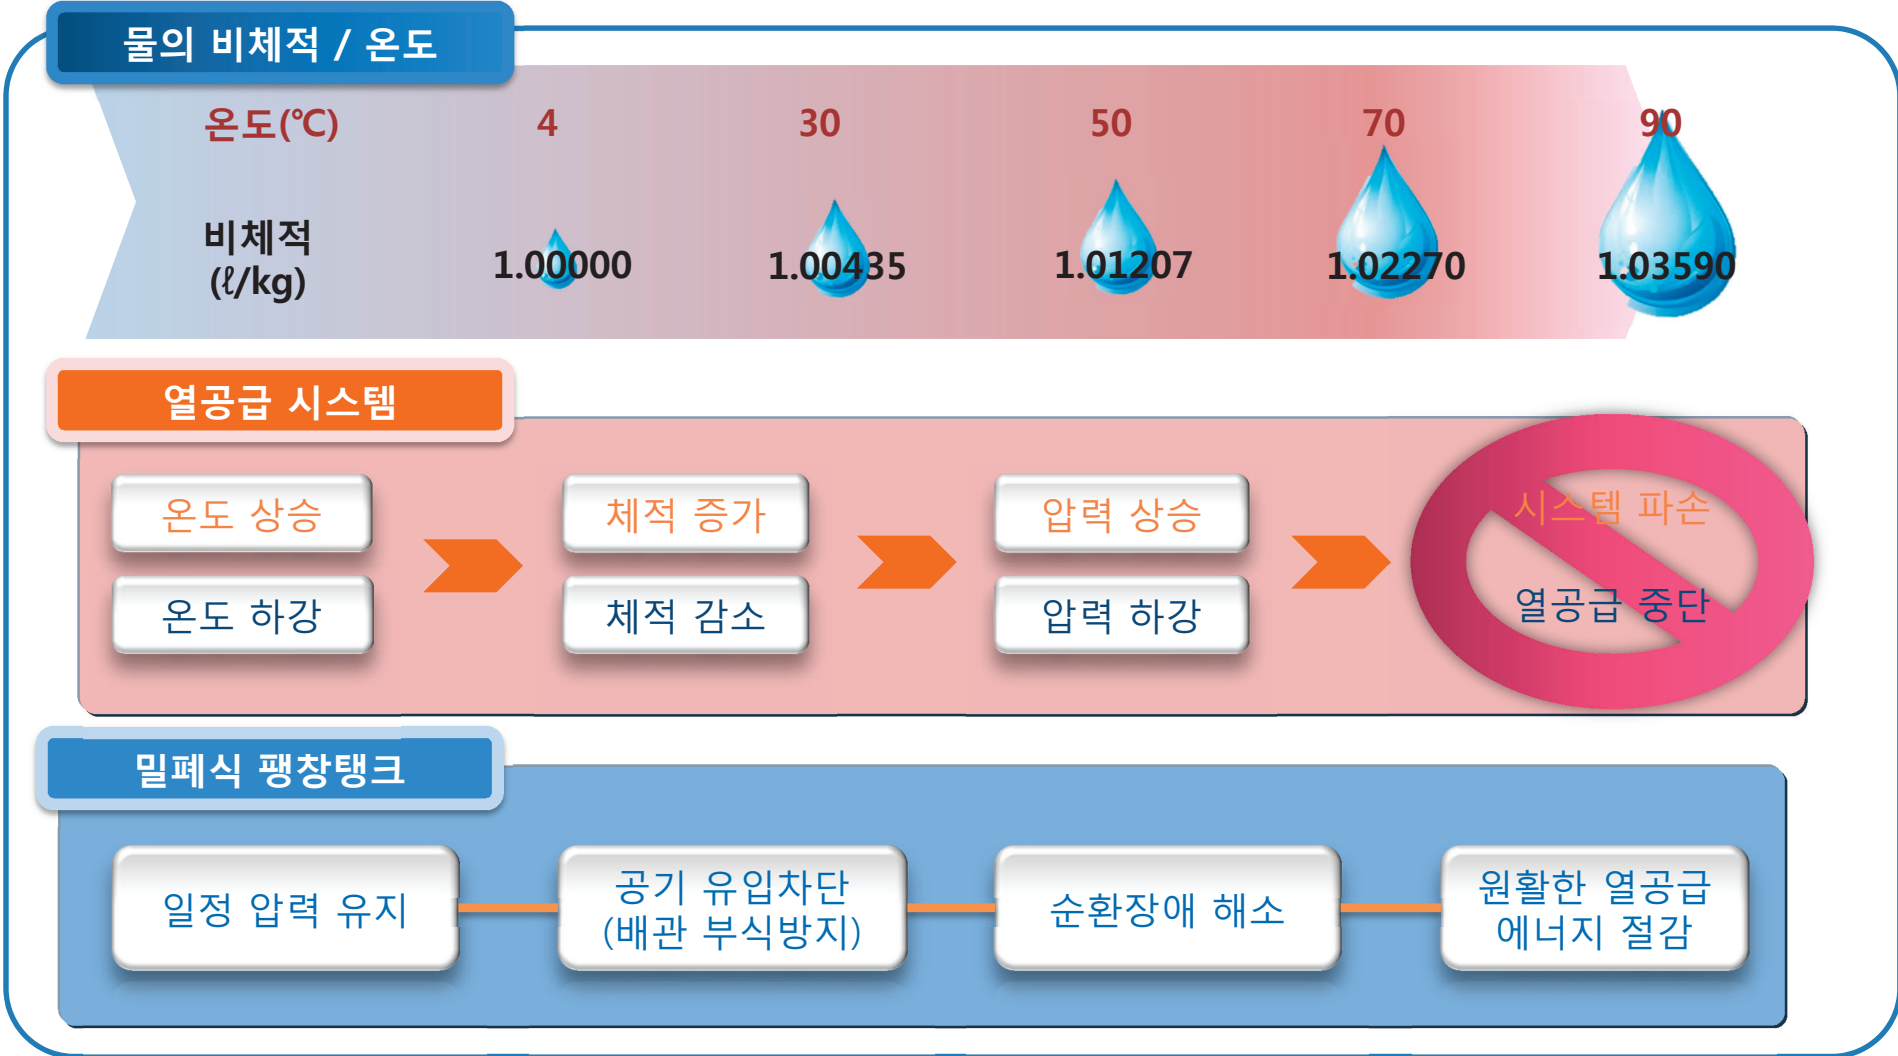 물의 비체적 / 온도
온도(℃) 4 30 50 70 90
비체적
(ℓ/kg)
1.00000 1.00435 1.01207 1.02270 1.03590
열공급 시스템
온도 상승 체적 증가 압력 상승 시스템 파손
온도 하강 체적 감소 압력 하강 열공급 중단
밀폐식 팽창탱크
일정 압력 유지
공기 유입차단
(배관 부식방지)
순환장애 해소
원활한 열공급
에너지 절감